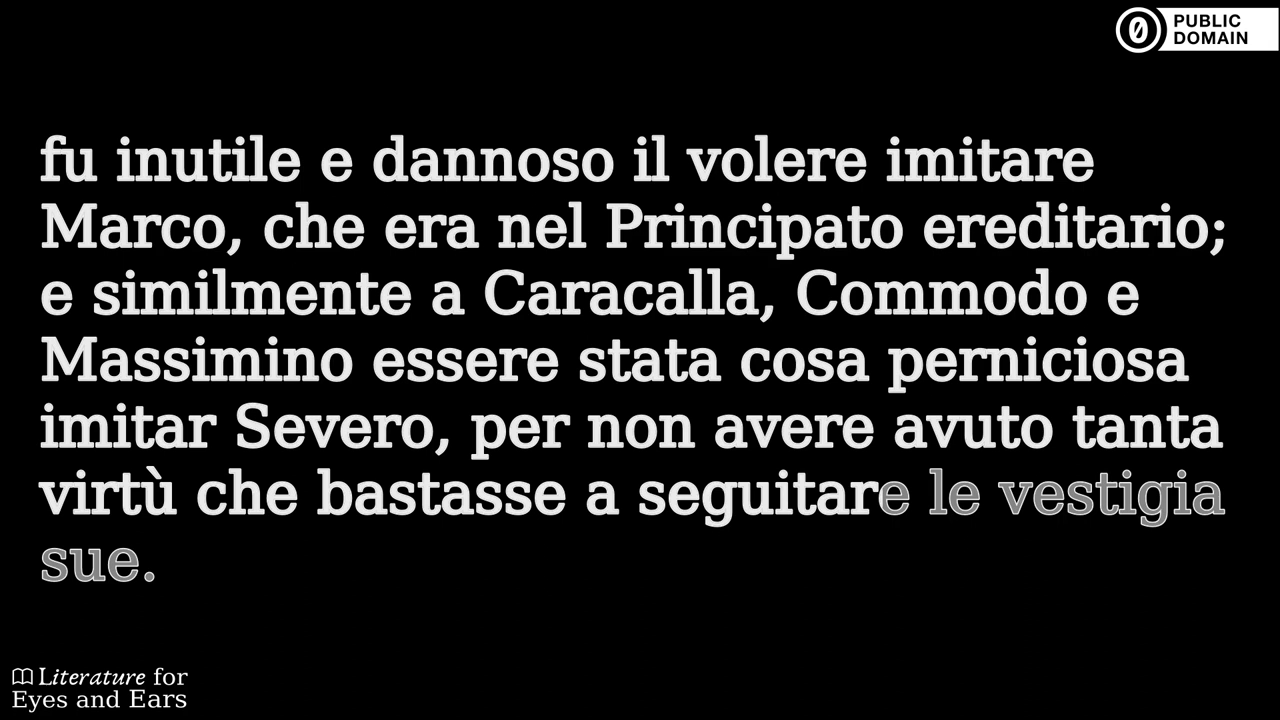 PUBLIC
DOMAIN
fu inutile e dannoso il volere imitare
Marco, che era nel Principato ereditario;
e similmente a Caracalla, Commodo e
Massimino essere stata cosa perniciosa
imitar Severo, per non avere avuto tanta
virtù che bastasse a seguitare le vestigia
sue.
Literature for
Eyes and Ears